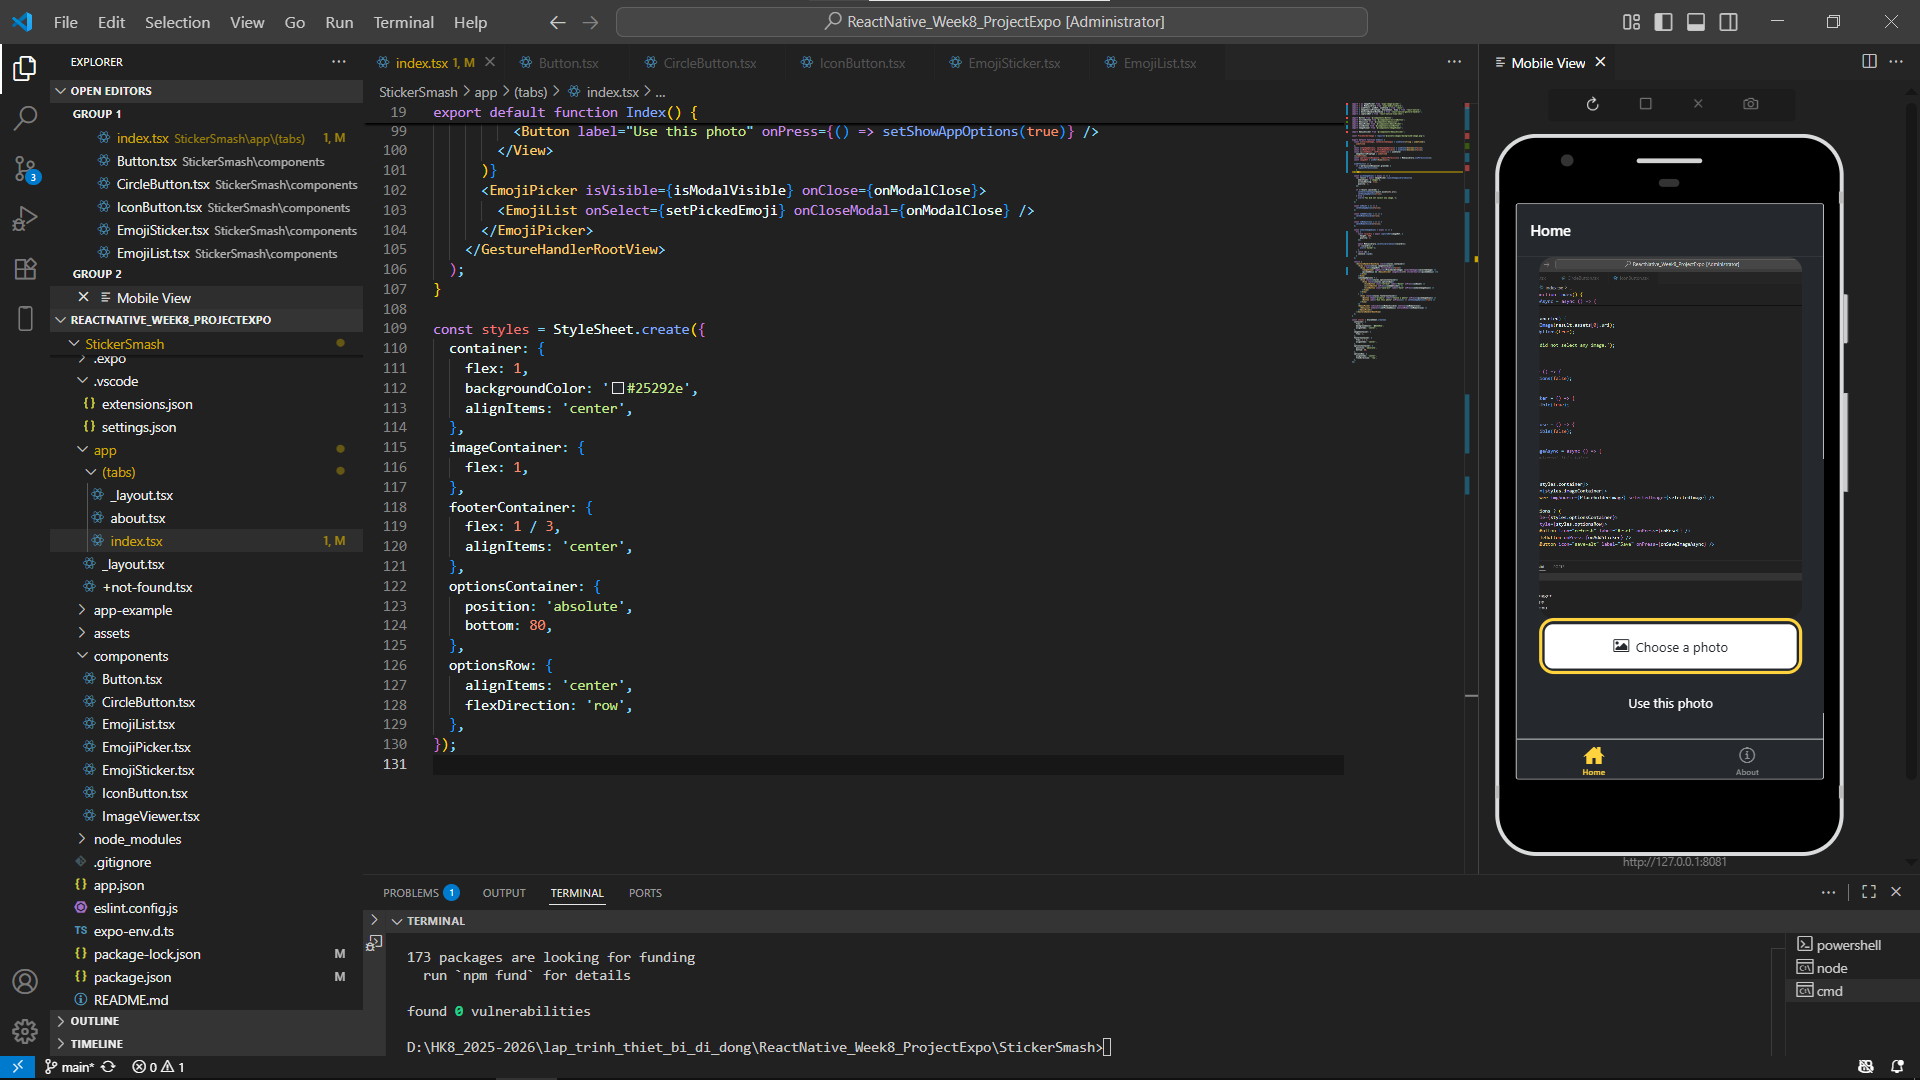 File Edit Selection View Go Run Terminal Help
ReactNative_Week8_ProjectExpo [Administrator]
EXPLORER
OPEN EDITORS
GROUP 1
index.tsx StickerSmash\app\(tabs) 1, M
Button.tsx StickerSmash\components
CircleButton.tsx StickerSmash\components
IconButton.tsx StickerSmash\components
EmojiSticker.tsx StickerSmash\components
EmojiList.tsx StickerSmash\components
GROUP 2
Mobile View
REACTNATIVE_WEEK8_PROJECTEXPO
StickerSmash
.expo
.vscode
extensions.json
settings.json
app
(tabs)
_layout.tsx
about.tsx
index.tsx 1, M
_layout.tsx
+not-found.tsx
app-example
assets
components
Button.tsx
CircleButton.tsx
EmojiList.tsx
EmojiPicker.tsx
EmojiSticker.tsx
IconButton.tsx
ImageViewer.tsx
node_modules
.gitignore
app.json
eslint.config.js
TS expo-env.d.ts
package-lock.json M
package.json M
README.md
OUTLINE
TIMELINE
3
index.tsx 1, M
Button.tsx
CircleButton.tsx
IconButton.tsx
EmojiSticker.tsx
EmojiList.tsx
StickerSmash > app > (tabs) > index.tsx > ...
19 export default function Index() {
99 <Button label="Use this photo" onPress={() => setShowAppOptions(true)} />
100 </View>
101 )}
102 <EmojiPicker isVisible={isModalVisible} onClose={onModalClose}>
103 <EmojiList onSelect={setPickedEmoji} onCloseModal={onModalClose} />
104 </EmojiPicker>
105 </GestureHandlerRootView>
106 );
107 }
108
109 const styles = StyleSheet.create({
110 container: {
111 flex: 1,
112 backgroundColor: '#25292e',
113 alignItems: 'center',
114 },
115 imageContainer: {
116 flex: 1,
117 },
118 footerContainer: {
119 flex: 1 / 3,
120 alignItems: 'center',
121 },
122 optionsContainer: {
123 position: 'absolute',
124 bottom: 80,
125 },
126 optionsRow: {
127 alignItems: 'center',
128 flexDirection: 'row',
129 },
130 });
131
Mobile View
Home
ReactNative_Week8_ProjectExpo [Administrator]
did not select any image.');
Choose a photo
Use this photo
Home
About
http://127.0.0.1:8081
PROBLEMS 1 OUTPUT TERMINAL PORTS
TERMINAL
173 packages are looking for funding
run `npm fund` for details
found 0 vulnerabilities
D:\HK8_2025-2026\lap_trinh_thiet_bi_di_dong\ReactNative_Week8_ProjectExpo\StickerSmash>
powershell
node
cmd
main* 0 1